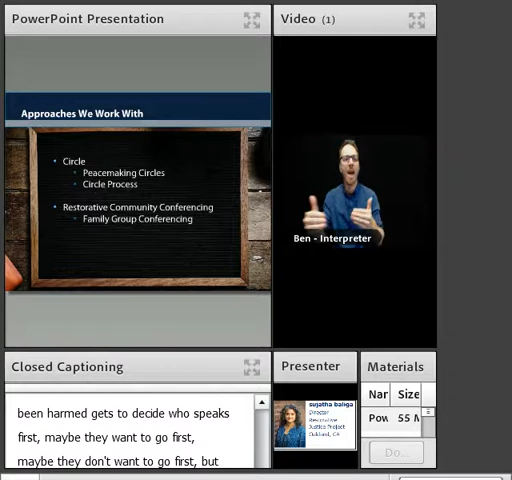 PowerPoint Presentation
Video (1)
Approaches We Work With
Circle
Peacemaking Circles
Circle Process
Restorative Community Conferencing
Family Group Conferencing
Ben - Interpreter
Closed Captioning
been harmed gets to decide who speaks
first, maybe they want to go first,
maybe they don't want to go first, but
Presenter
sujatha baliga
Director
Restorative
Justice Project
Oakland, CA
Materials
Nar Size
Pow 55 M
Do...